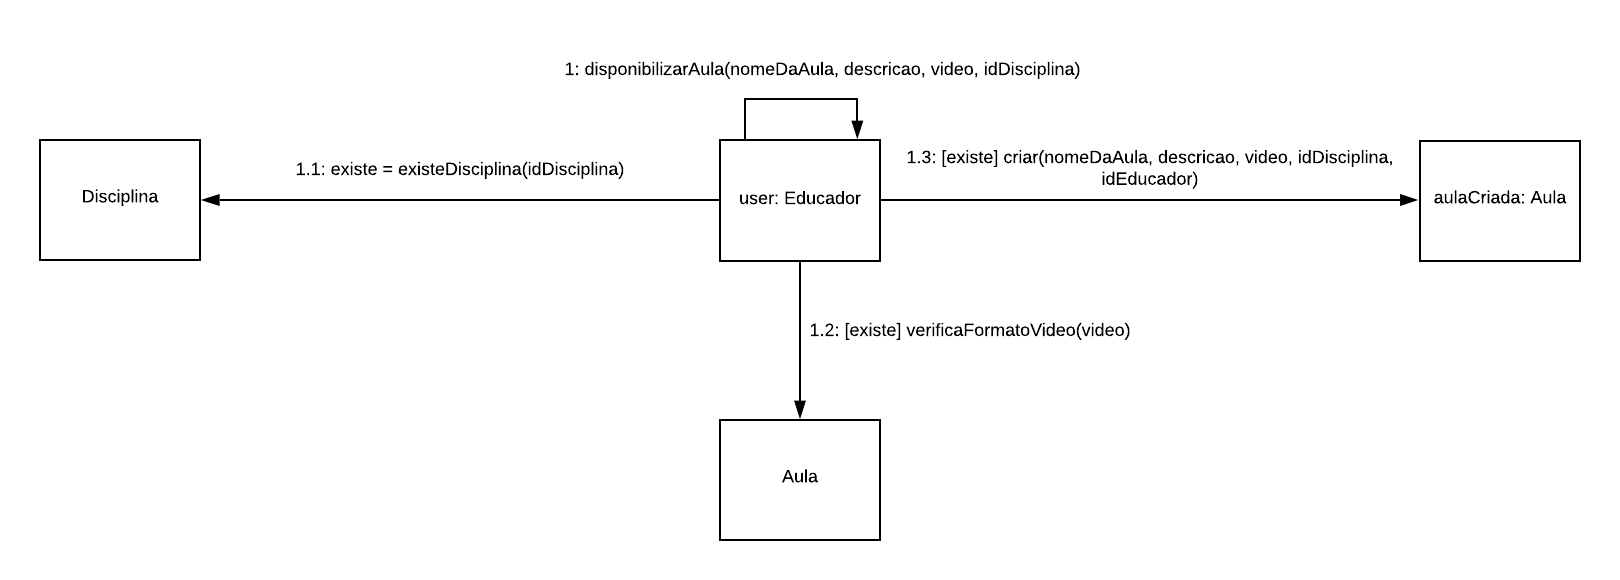 1: disponibilizarAula(nomeDaAula, descricao, video, idDisciplina)
Disciplina
1.1: existe = existeDisciplina(idDisciplina)
user: Educador
1.3: [existe] criar(nomeDaAula, descricao, video, idDisciplina,
idEducador)
aulaCriada: Aula
1.2: [existe] verificaFormatoVideo(video)
Aula